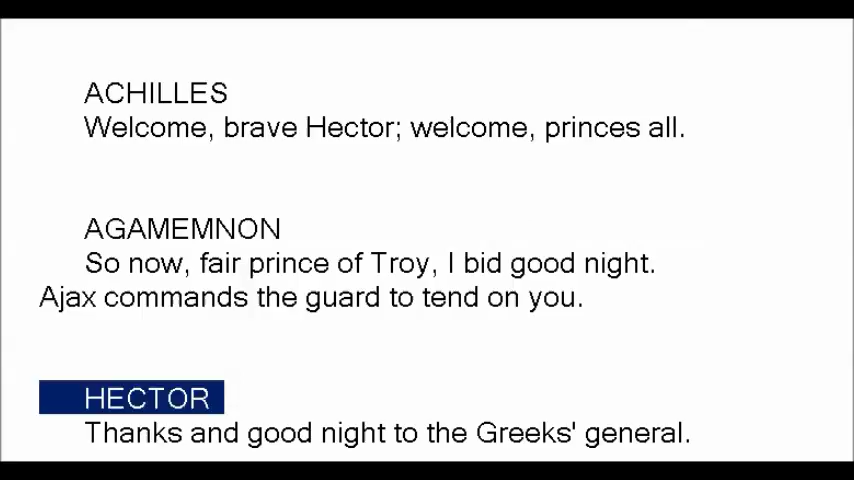 ACHILLES
Welcome, brave Hector; welcome, princes all.
AGAMEMNON
So now, fair prince of Troy, I bid good night.
Ajax commands the guard to tend on you.
HECTOR
Thanks and good night to the Greeks' general.